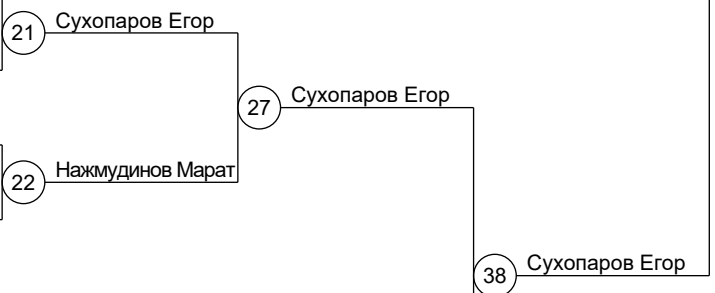 21 Сухопаров Егор
27 Сухопаров Егор
22 Нажмудинов Марат
38 Сухопаров Егор